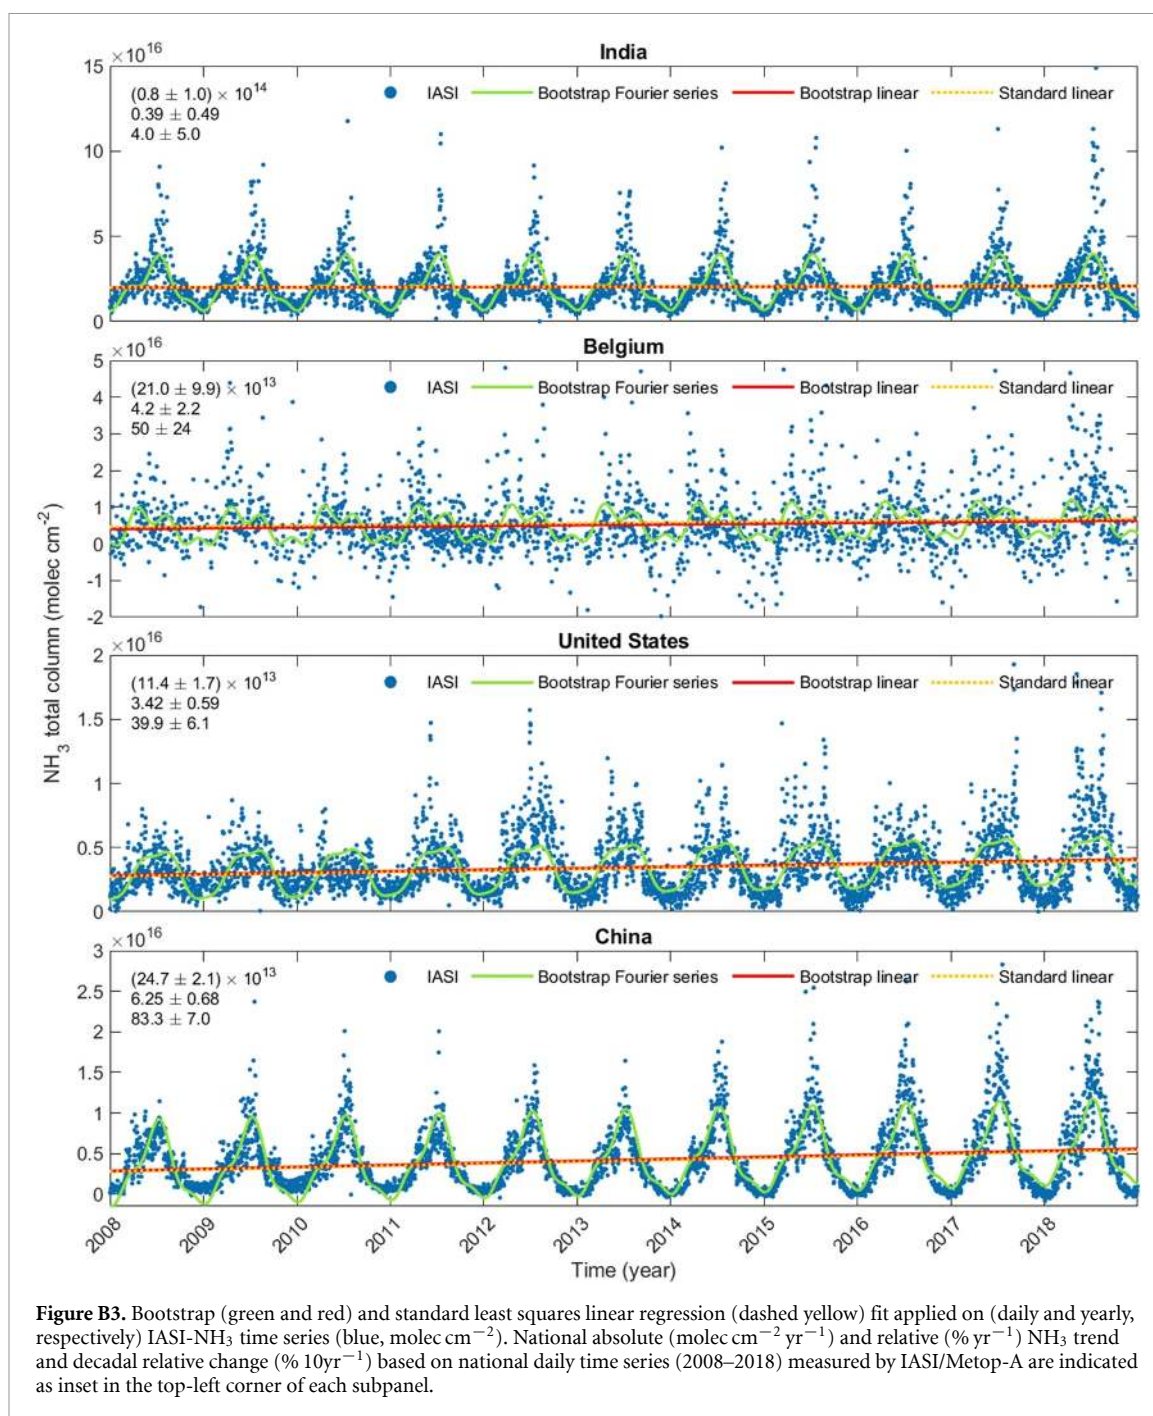 India
×10^16
15
10
5
0
(0.8 ± 1.0) × 10^14
0.39 ± 0.49
4.0 ± 5.0
IASI Bootstrap Fourier series Bootstrap linear Standard linear
Belgium
×10^16
5
4
3
2
1
0
-1
-2
(21.0 ± 9.9) × 10^13
4.2 ± 2.2
50 ± 24
IASI Bootstrap Fourier series Bootstrap linear Standard linear
NH3 total column (molec cm^-2)
United States
×10^16
2
1.5
1
0.5
0
(11.4 ± 1.7) × 10^13
3.42 ± 0.59
39.9 ± 6.1
IASI Bootstrap Fourier series Bootstrap linear Standard linear
China
×10^16
3
2.5
2
1.5
1
0.5
0
(24.7 ± 2.1) × 10^13
6.25 ± 0.68
83.3 ± 7.0
IASI Bootstrap Fourier series Bootstrap linear Standard linear
2008 2009 2010 2011 2012 2013 2014 2015 2016 2017 2018
Time (year)
Figure B3. Bootstrap (green and red) and standard least squares linear regression (dashed yellow) fit applied on (daily and yearly,
respectively) IASI-NH3 time series (blue, molec cm−2). National absolute (molec cm−2 yr−1) and relative (% yr−1) NH3 trend
and decadal relative change (% 10yr−1) based on national daily time series (2008–2018) measured by IASI/Metop-A are indicated
as inset in the top-left corner of each subpanel.